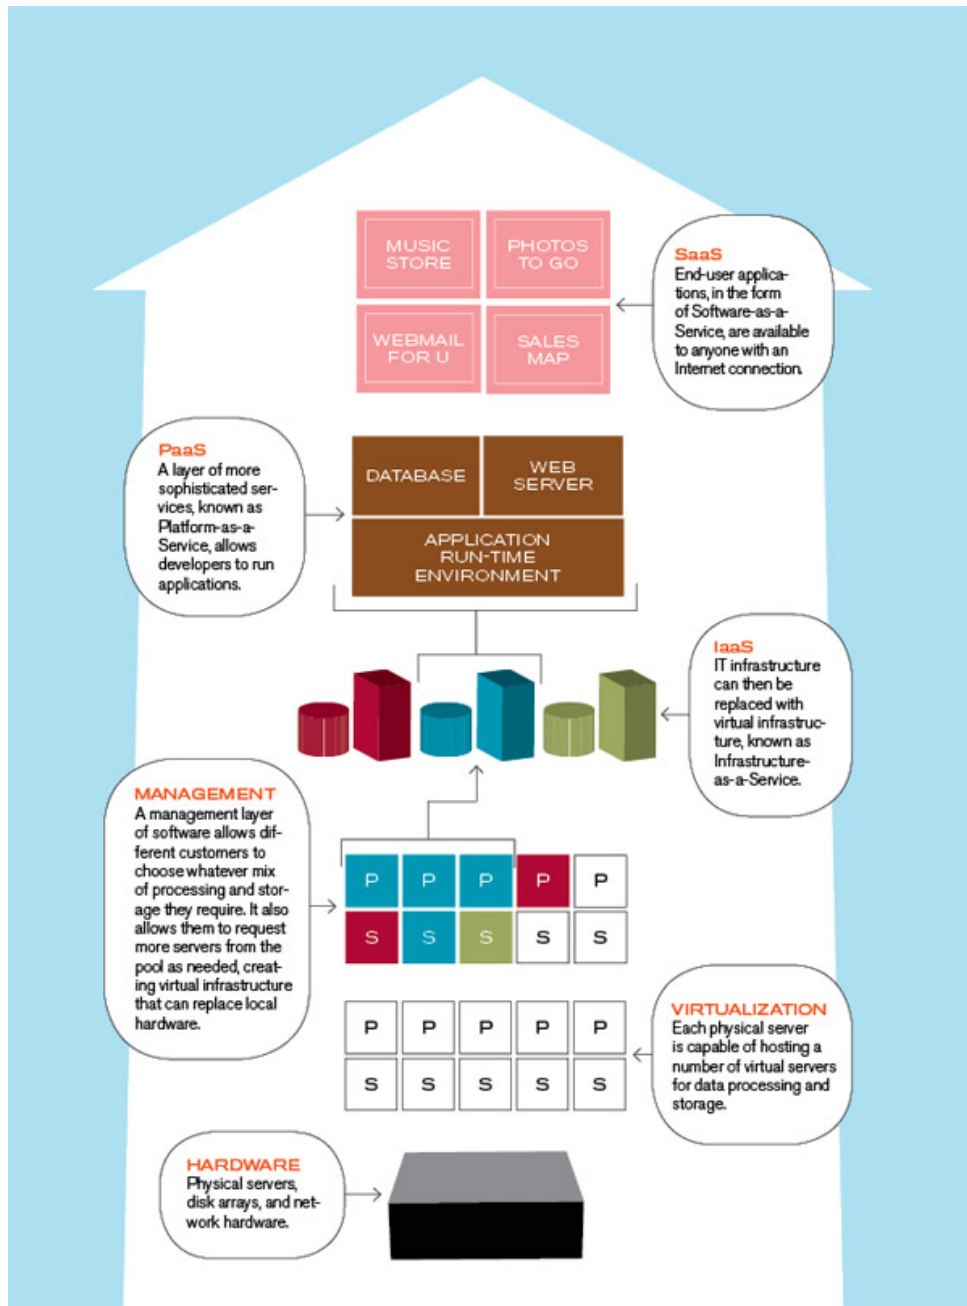 MUSIC
STORE
PHOTOS
TO GO
WEBMAIL
FOR U
SALES
MAP
SaaS
End-user applica-
tions, in the form
of Software-as-a-
Service, are available
to anyone with an
Internet connection.
PaaS
A layer of more
sophisticated ser-
vices, known as
Platform-as-a-
Service, allows
developers to run
applications.
DATABASE
WEB
SERVER
APPLICATION
RUN-TIME
ENVIRONMENT
IaaS
IT infrastructure
can then be
replaced with
virtual infrastruc-
ture, known as
Infrastructure-
as-a-Service.
MANAGEMENT
A management layer
of software allows dif-
ferent customers to
choose whatever mix
of processing and stor-
age they require. It also
allows them to request
more servers from the
pool as needed, creat-
ing virtual infrastructure
that can replace local
hardware.
P P P P P
S S S S S
P P P P P
S S S S S
VIRTUALIZATION
Each physical server
is capable of hosting a
number of virtual servers
for data processing and
storage.
HARDWARE
Physical servers,
disk arrays, and net-
work hardware.